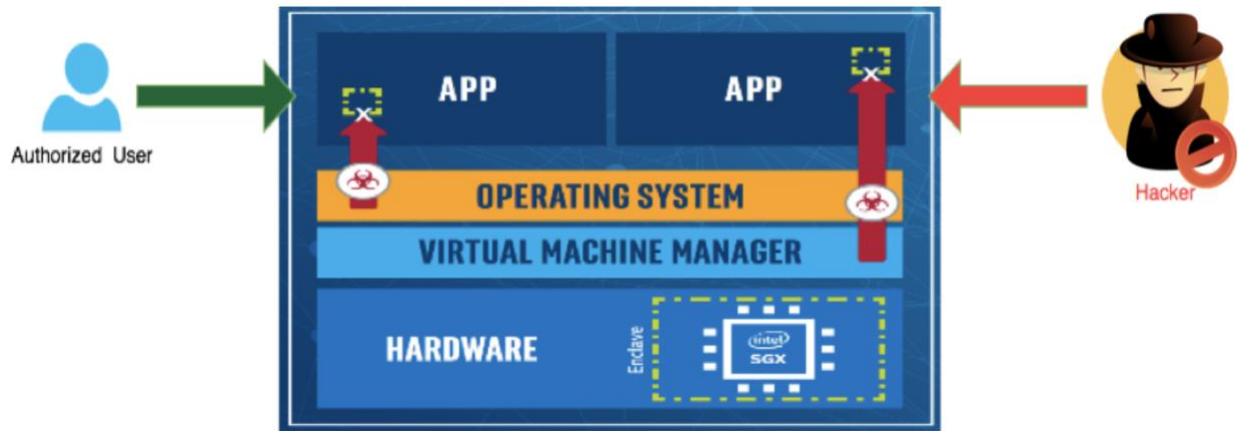 Authorized User
APP
APP
OPERATING SYSTEM
VIRTUAL MACHINE MANAGER
HARDWARE
Enclave
intel
SGX
Hacker